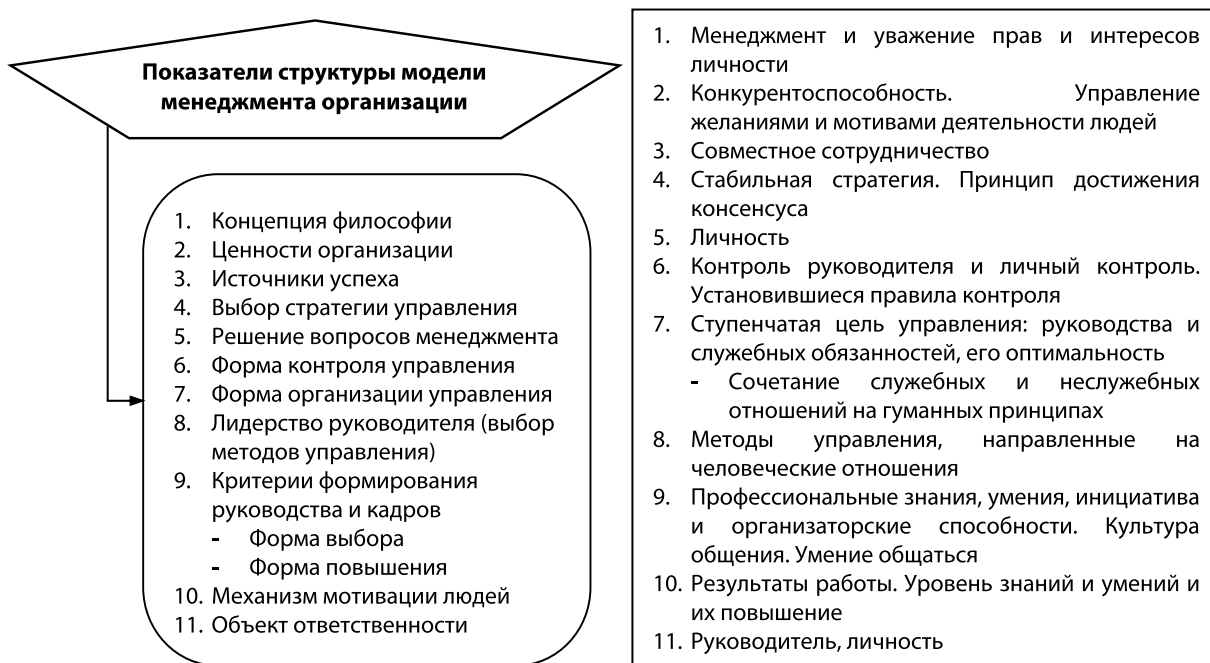 Показатели структуры модели
менеджмента организации
1. Концепция философии
2. Ценности организации
3. Источники успеха
4. Выбор стратегии управления
5. Решение вопросов менеджмента
6. Форма контроля управления
7. Форма организации управления
8. Лидерство руководителя (выбор
методов управления)
9. Критерии формирования
руководства и кадров
- Форма выбора
- Форма повышения
10. Механизм мотивации людей
11. Объект ответственности
1. Менеджмент и уважение прав и интересов
личности
2. Конкурентоспособность. Управление
желаниями и мотивами деятельности людей
3. Совместное сотрудничество
4. Стабильная стратегия. Принцип достижения
консенсуса
5. Личность
6. Контроль руководителя и личный контроль.
Установившиеся правила контроля
7. Ступенчатая цель управления: руководства и
служебных обязанностей, его оптимальность
- Сочетание служебных и неслужебных
отношений на гуманных принципах
8. Методы управления, направленные на
человеческие отношения
9. Профессиональные знания, умения, инициатива
и организаторские способности. Культура
общения. Умение общаться
10. Результаты работы. Уровень знаний и умений и
их повышение
11. Руководитель, личность